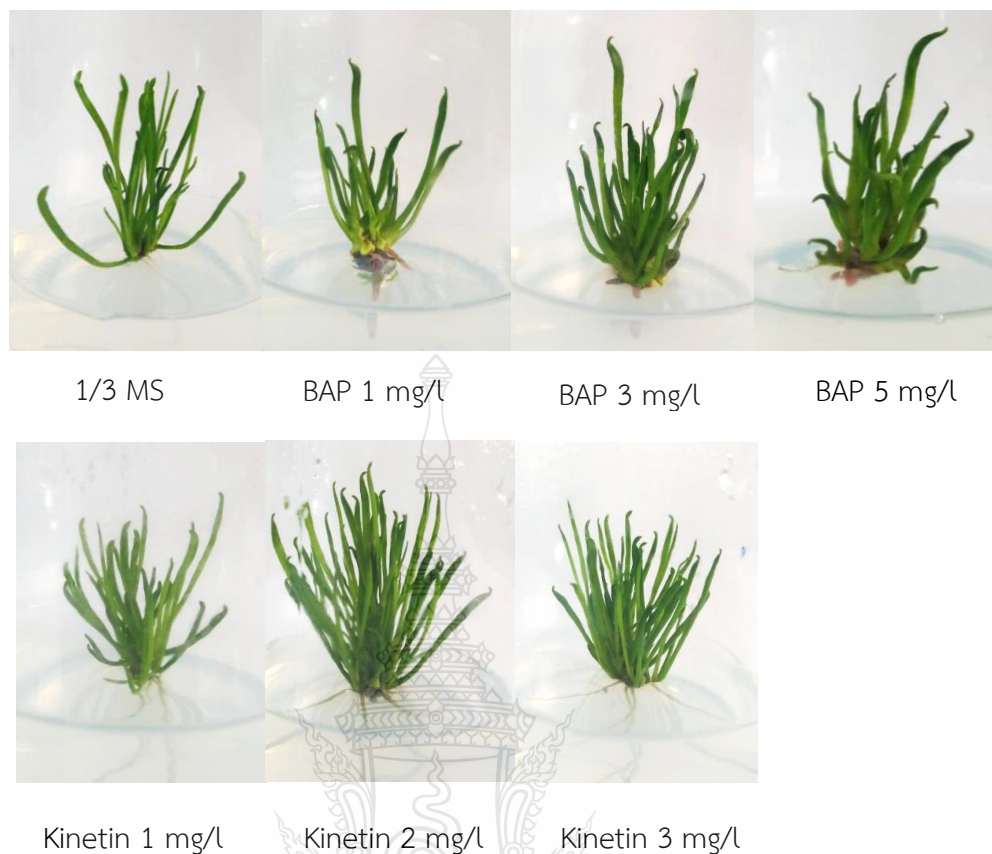 1/3 MS
BAP 1 mg/l
BAP 3 mg/l
BAP 5 mg/l
Kinetin 1 mg/l
Kinetin 2 mg/l
Kinetin 3 mg/l